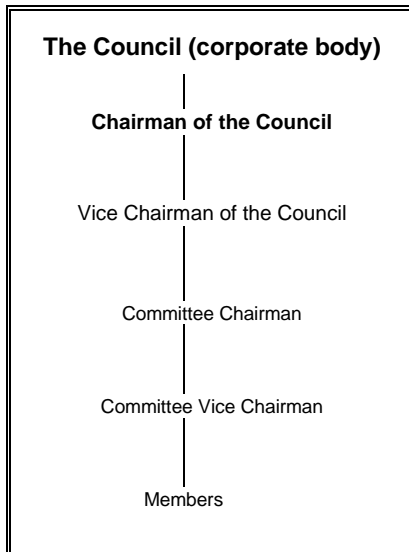 The Council (corporate body)
Chairman of the Council
Vice Chairman of the Council
Committee Chairman
Committee Vice Chairman
Members